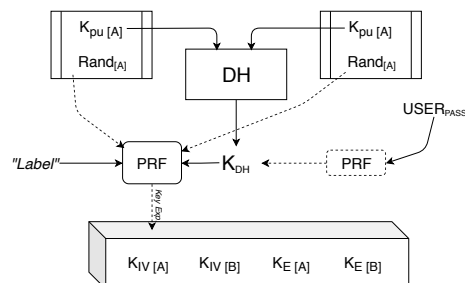 K_pu [A]
K_pu [A]
Rand_[A]
Rand_[A]
DH
USER_PASS
"Label"
PRF
K_DH
PRF
Key Exp
K_IV [A] K_IV [B] K_E [A] K_E [B]